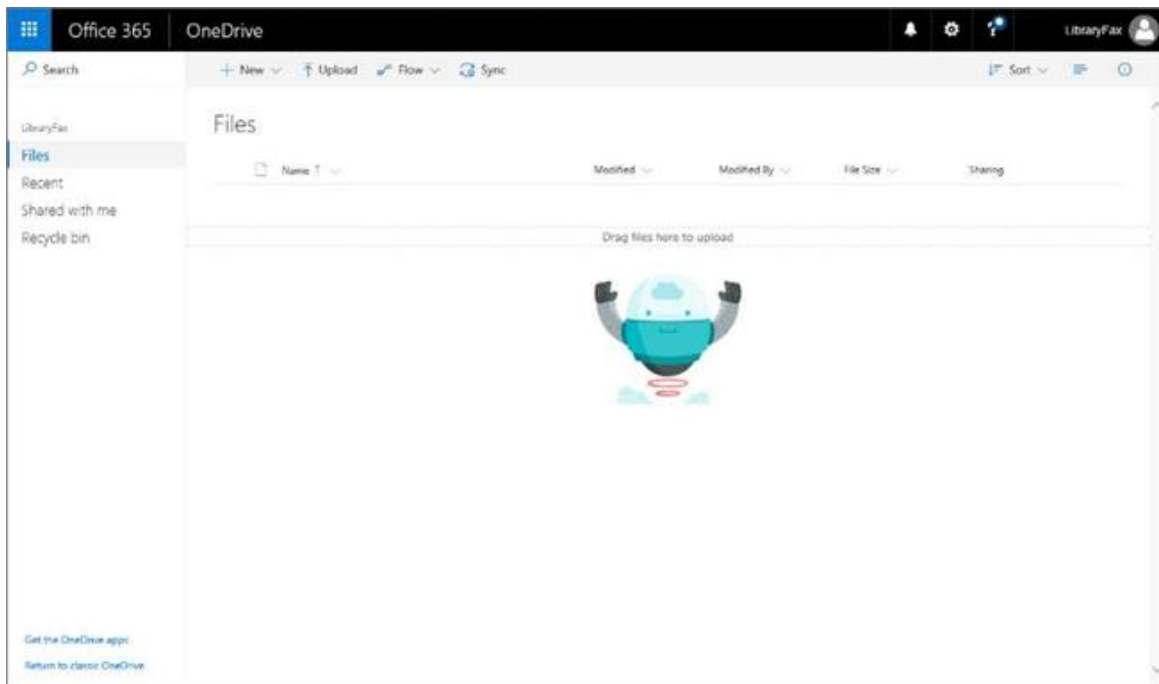 Office 365 OneDrive LibraryFax
Search + New Upload Flow Sync Sort
LibraryFax
Files
Files
Name Modified Modified By File Size Sharing
Recent
Shared with me
Recycle bin
Drag files here to upload
Get the OneDrive apps
Return to classic OneDrive